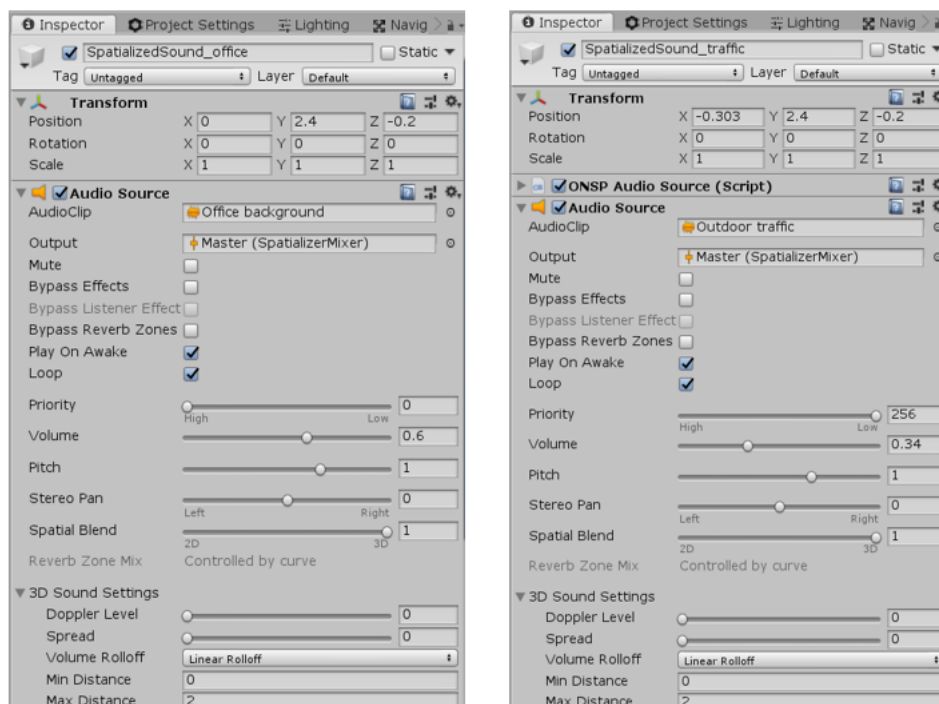 Inspector Project Settings Lighting Navig
SpatializedSound_office Static
Tag Untagged Layer Default
Transform
Position X 0 Y 2.4 Z -0.2
Rotation X 0 Y 0 Z 0
Scale X 1 Y 1 Z 1
Audio Source
AudioClip Office background
Output Master (SpatializerMixer)
Mute
Bypass Effects
Bypass Listener Effect
Bypass Reverb Zones
Play On Awake
Loop
Priority 0
High Low
Volume 0.6
Pitch 1
Stereo Pan 0
Left Right
Spatial Blend 1
2D 3D
Reverb Zone Mix Controlled by curve
3D Sound Settings
Doppler Level 0
Spread 0
Volume Rolloff Linear Rolloff
Min Distance 0
Max Distance 2
Inspector Project Settings Lighting Navig
SpatializedSound_traffic Static
Tag Untagged Layer Default
Transform
Position X -0.303 Y 2.4 Z -0.2
Rotation X 0 Y 0 Z 0
Scale X 1 Y 1 Z 1
ONSP Audio Source (Script)
Audio Source
AudioClip Outdoor traffic
Output Master (SpatializerMixer)
Mute
Bypass Effects
Bypass Listener Effect
Bypass Reverb Zones
Play On Awake
Loop
Priority 256
High Low
Volume 0.34
Pitch 1
Stereo Pan 0
Left Right
Spatial Blend 1
2D 3D
Reverb Zone Mix Controlled by curve
3D Sound Settings
Doppler Level 0
Spread 0
Volume Rolloff Linear Rolloff
Min Distance 0
Max Distance 2